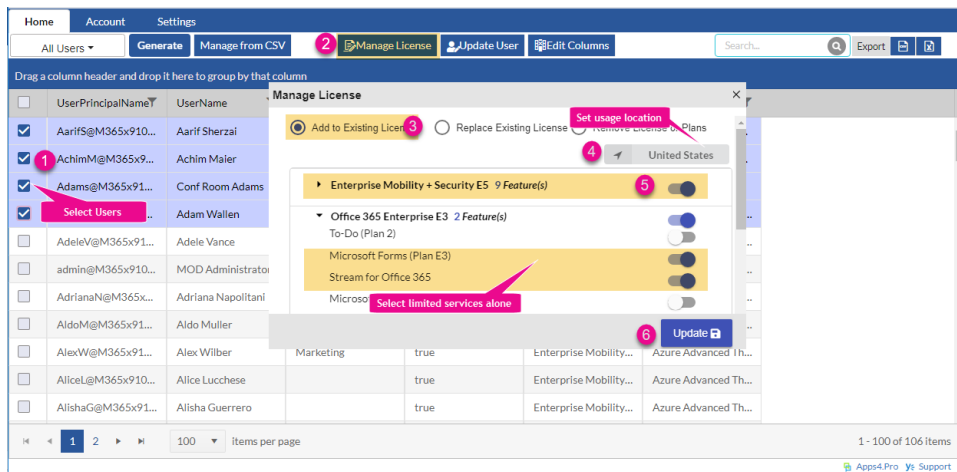 Home Account Settings
All Users Generate Manage from CSV 2 Manage License Update User Edit Columns Search... Export
Drag a column header and drop it here to group by that column
UserPrincipalName UserName
Manage License ×
Add to Existing Licen 3 Replace Existing License Remove License or Plans
Set usage location
4 United States
Enterprise Mobility + Security E5 9 Feature(s) 5
Office 365 Enterprise E3 2 Feature(s)
To-Do (Plan 2)
Microsoft Forms (Plan E3)
Stream for Office 365
Microso
Select limited services alone
6 Update
AarifS@M365x910... Aarif Sherzai
1 AchimM@M365x9... Achim Maier
Adams@M365x91... Conf Room Adams
Select Users .. Adam Wallen
AdeleV@M365x91... Adele Vance
admin@M365x910... MOD Administrato
AdrianaN@M365x... Adriana Napolitani
AldoM@M365x91... Aldo Muller
AlexW@M365x91... Alex Wilber Marketing true Enterprise Mobility... Azure Advanced Th...
AliceL@M365x910... Alice Lucchese true Enterprise Mobility... Azure Advanced Th...
AlishaG@M365x91... Alisha Guerrero true Enterprise Mobility... Azure Advanced Th...
1 2 100 items per page 1 - 100 of 106 items
Apps4.Pro Support